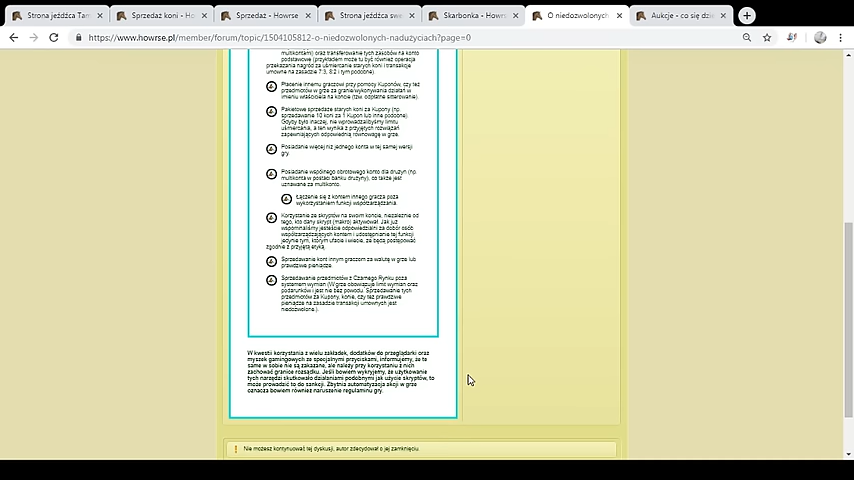 Strona jeźdźca Tam
Sprzedaż koni - Ho
Sprzedaż - Howrse
Strona jeźdźca swe
Skarbonka - Howrs
O niedozwolonych
Aukcje - co się dzie
https://www.howrse.pl/member/forum/topic/1504105812-o-niedozwolonych-naduzyciach?page=0
multikontami) oraz transferowanie tych zasobów na konto
podstawowe (przykładem może tu być również operacja
przekazania nagród za uśmiercanie starych koni i transakcje
umowne na zasadzie 7:3, 8:2 i tym podobne)
Płacenie innemu graczowi przy pomocy Kuponów, czy też
przedmiotów w grze za granie/wykonywania działań w
imieniu właściciela na koncie (tzw. odpłatne sitterowanie).
Pakietowe sprzedaże starych koni za Kupony (np.
sprzedawanie 10 koni za 1 Kupon lub inne podobne).
Gdyby było inaczej, nie wprowadzalibyśmy limitu
uśmiercania, a ten wynika z przyjętych rozwiązań
zapewniających odpowiednią równowagę w grze.
Posiadanie więcej niż jednego konta w tej samej wersji
gry.
Posiadanie wspólnego obrotowego konto dla drużyn (np.
multikonta w postaci banku drużyny), co także jest
uznawane za multikonto.
Łączenie się z kontem innego gracza poza
wykorzystaniem funkcji współzarządzania.
Korzystanie ze skryptów na swoim koncie, niezależnie od
tego, kto dany skrypt (makro) aktywował. Jak już
wspominaliśmy jesteście odpowiedzialni za dobór osób
współzarządzających kontem i udostępnianie tej funkcji
jedynie tym, którym ufacie i wiecie, że będą postępować
zgodnie z przyjętą etyką.
Sprzedawanie kont innym graczom za walutę w grze lub
prawdziwe pieniądze.
Sprzedawanie przedmiotów z Czarnego Rynku poza
systemem wymian (W grze obowiązuje limit wymian oraz
podarunków i jest nie bez powodu. Sprzedawanie tych
przedmiotów za Kupony, konie, czy też prawdziwe
pieniądze na zasadzie transakcji umownych jest
niedozwolone.).
W kwestii korzystania z wielu zakładek, dodatków do przeglądarki oraz
myszek gamingowych ze specjalnymi przyciskami, informujemy, że te
same w sobie nie są zakazane, ale należy przy korzystaniu z nich
zachować granice rozsądku. Jeśli bowiem wykryjemy, że użytkowanie
tych narzędzi skutkowało działaniami podobnymi jak użycie skryptów, to
może prowadzić to do sankcji. Zbytnia automatyzacja akcji w grze
oznacza bowiem również naruszenie regulaminu gry.
Nie możesz kontynuować tej dyskusji, autor zdecydował o jej zamknięciu.